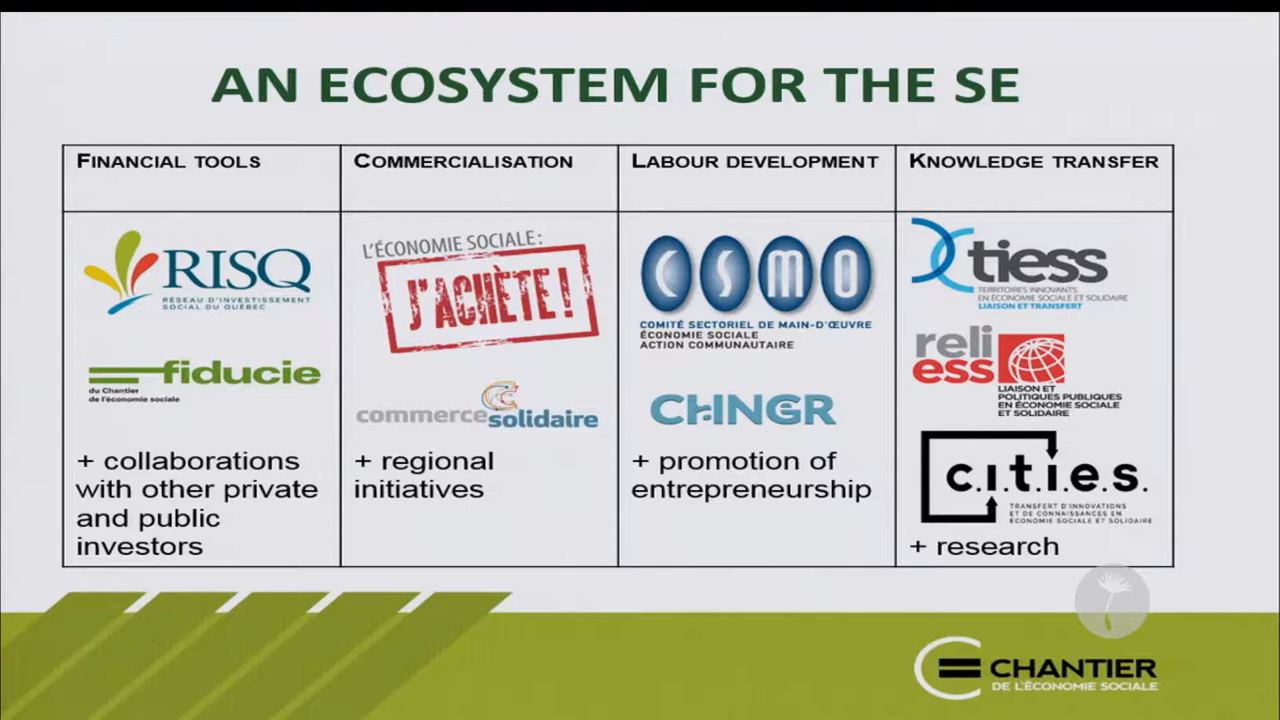 AN ECOSYSTEM FOR THE SE
FINANCIAL TOOLS
RISQ
RÉSEAU D'INVESTISSEMENT
SOCIAL DU QUÉBEC
fiducie
du Chantier
de l'économie sociale
+ collaborations
with other private
and public
investors
COMMERCIALISATION
L'ÉCONOMIE SOCIALE:
J'ACHÈTE!
commercesolidaire
+ regional
initiatives
LABOUR DEVELOPMENT
CSMO
COMITÉ SECTORIEL DE MAIN-D'ŒUVRE
ÉCONOMIE SOCIALE
ACTION COMMUNAUTAIRE
CHNGR
+ promotion of
entrepreneurship
KNOWLEDGE TRANSFER
tiess
TERRITOIRES INNOVANTS
EN ÉCONOMIE SOCIALE ET SOLIDAIRE
LIAISON ET TRANSFERT
reli
ess
LIAISON ET
POLITIQUES PUBLIQUES
EN ÉCONOMIE SOCIALE
ET SOLIDAIRE
c.i.t.i.e.s.
TRANSFERT D'INNOVATIONS
ET DE CONNAISSANCES EN
ÉCONOMIE SOCIALE ET SOLIDAIRE
+ research
CHANTIER
DE L'ÉCONOMIE SOCIALE